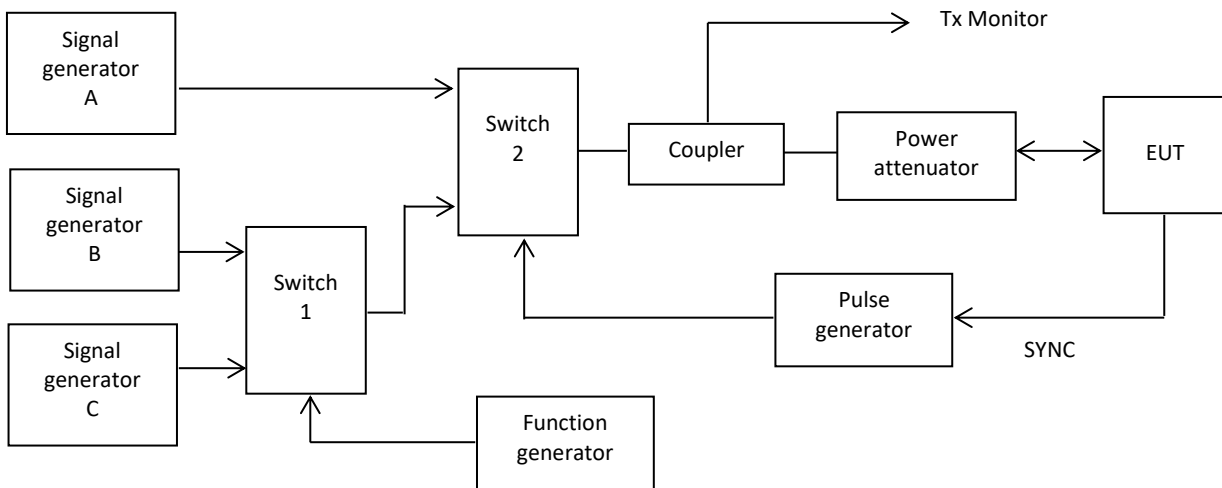 Tx Monitor
Signal
generator
A
Switch
2
Coupler
Power
attenuator
EUT
Signal
generator
B
Switch
1
Pulse
generator
SYNC
Signal
generator
C
Function
generator